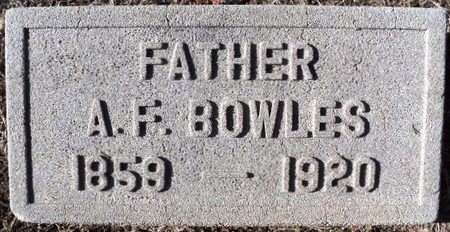 FATHER
A. F. BOWLES
1859 — 1920